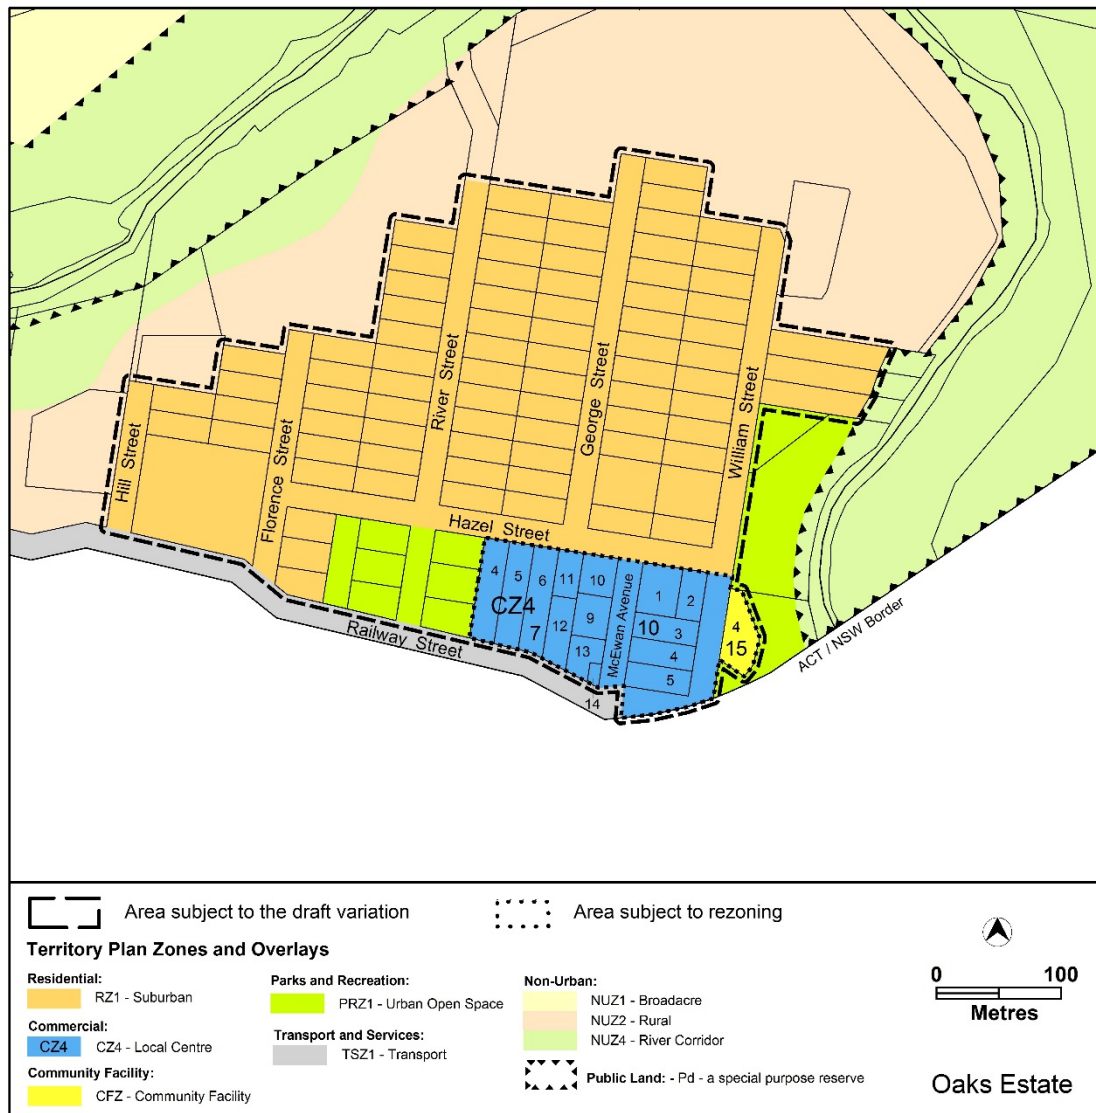 River Street
George Street
William Street
Hill Street
Florence Street
Hazel Street
4
5
6
11
10
1
2
CZ4
7
12
9
McEwan Avenue
10
3
13
4
5
4
15
Railway Street
14
ACT / NSW Border
Area subject to the draft variation
Area subject to rezoning
Territory Plan Zones and Overlays
Residential:
RZ1 - Suburban
Commercial:
CZ4 CZ4 - Local Centre
Community Facility:
CFZ - Community Facility
Parks and Recreation:
PRZ1 - Urban Open Space
Transport and Services:
TSZ1 - Transport
Non-Urban:
NUZ1 - Broadacre
NUZ2 - Rural
NUZ4 - River Corridor
Public Land: - Pd - a special purpose reserve
0 100
Metres
Oaks Estate